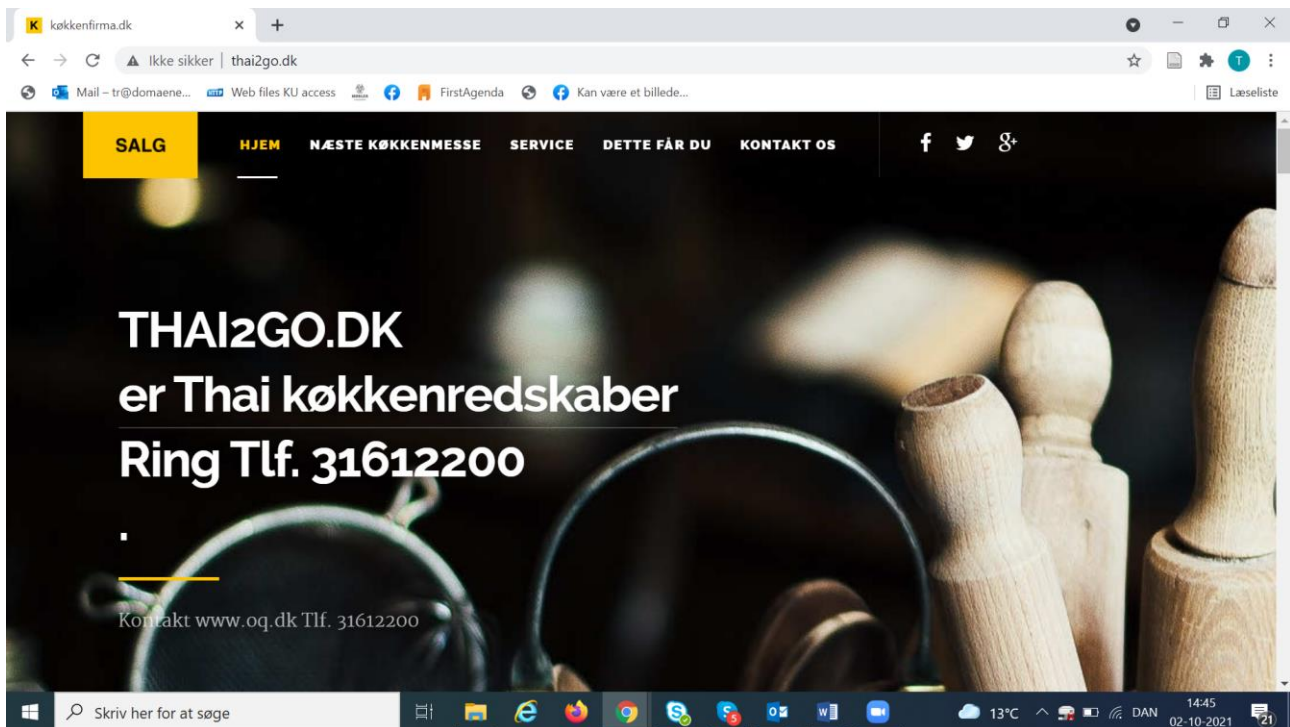 K køkkenfirma.dk
Ikke sikker | thai2go.dk
T
Mail – tr@domaene... Web files KU access FirstAgenda Kan være et billede... Læseliste
SALG HJEM NÆSTE KØKKENMESSE SERVICE DETTE FÅR DU KONTAKT OS
THAI2GO.DK
er Thai køkkenredskaber
Ring Tlf. 31612200
.
Kontakt www.oq.dk Tlf. 31612200
Skriv her for at søge 13°C DAN 14:45
02-10-2021 21